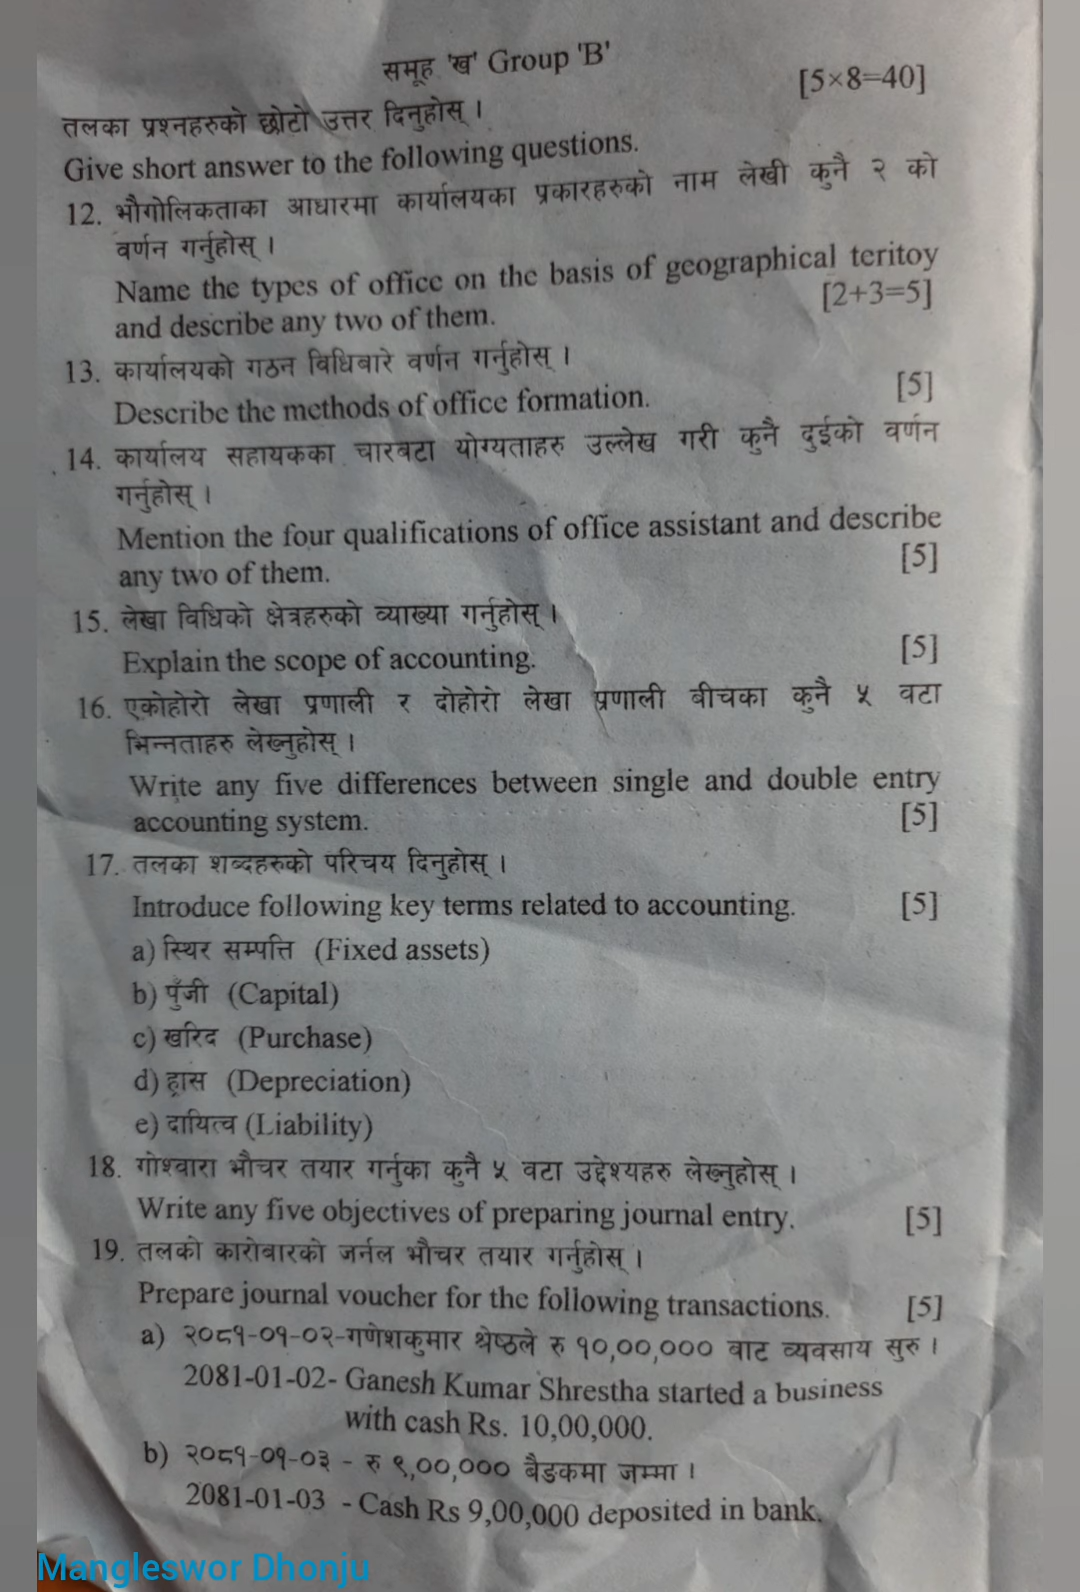 समूह 'ख' Group 'B'
[5×8=40]
तलका प्रश्नहरुको छोटो उत्तर दिनुहोस् ।
Give short answer to the following questions.
12. भौगोलिकताका आधारमा कार्यालयका प्रकारहरुको नाम लेखी कुनै २ को
वर्णन गर्नुहोस् ।
Name the types of office on the basis of geographical teritoy
and describe any two of them. [2+3=5]
13. कार्यालयको गठन विधिबारे वर्णन गर्नुहोस् ।
Describe the methods of office formation. [5]
14. कार्यालय सहायकका चारवटा योग्यताहरु उल्लेख गरी कुनै दुईको वर्णन
गर्नुहोस् ।
Mention the four qualifications of office assistant and describe
any two of them. [5]
15. लेखा विधिको क्षेत्रहरुको व्याख्या गर्नुहोस् ।
Explain the scope of accounting. [5]
16. एकोहोरो लेखा प्रणाली र दोहोरो लेखा प्रणाली बीचका कुनै ५ वटा
भिन्नताहरु लेख्नुहोस् ।
Write any five differences between single and double entry
accounting system. [5]
17. तलका शब्दहरुको परिचय दिनुहोस् ।
Introduce following key terms related to accounting. [5]
a) स्थिर सम्पत्ति (Fixed assets)
b) पुँजी (Capital)
c) खरिद (Purchase)
d) ह्रास (Depreciation)
e) दायित्व (Liability)
18. गोश्वारा भौचर तयार गर्नुका कुनै ५ वटा उद्देश्यहरु लेख्नुहोस् ।
Write any five objectives of preparing journal entry. [5]
19. तलको कारोबारको जर्नल भौचर तयार गर्नुहोस् ।
Prepare journal voucher for the following transactions. [5]
a) २०८१-०१-०२-गणेशकुमार श्रेष्ठले रु १०,००,००० बाट व्यवसाय सुरु ।
2081-01-02- Ganesh Kumar Shrestha started a business
with cash Rs. 10,00,000.
b) २०८१-०१-०३ - रु ९,००,००० बैङकमा जम्मा ।
2081-01-03 - Cash Rs 9,00,000 deposited in bank.
Mangleswor Dhonju